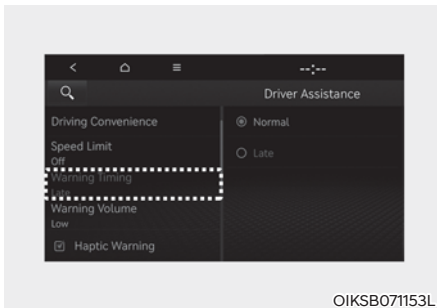 --:--
Driver Assistance
Driving Convenience
Normal
Speed Limit
Off
Late
Warning Timing
Late
Warning Volume
Low
Haptic Warning
OIKSB071153L